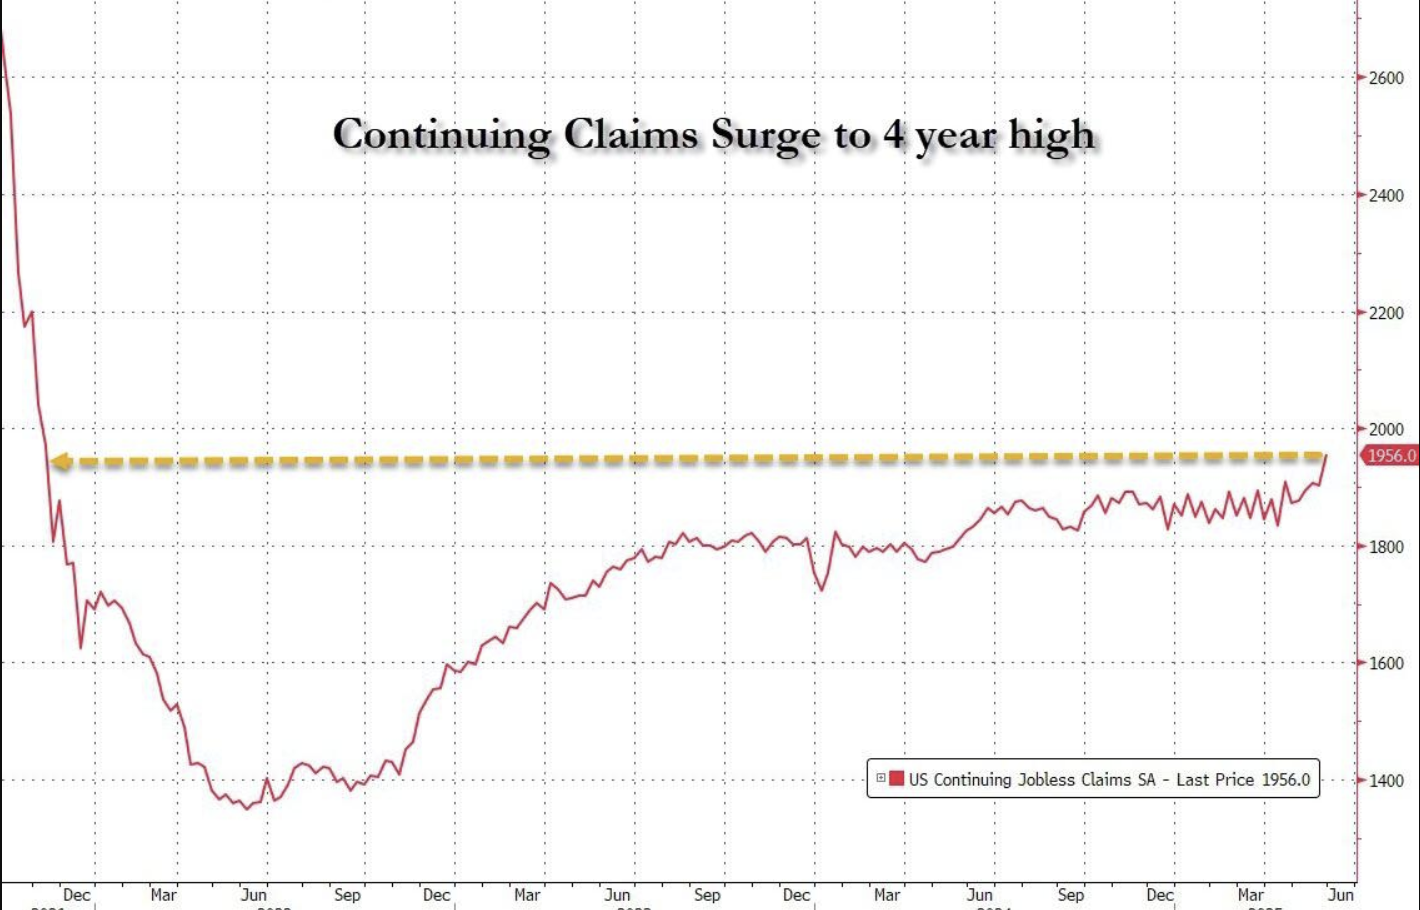 2600
Continuing Claims Surge to 4 year high
2400
2200
2000
1956.0
1800
1600
US Continuing Jobless Claims SA - Last Price 1956.0
1400
Dec Mar Jun Sep Dec Mar Jun Sep Dec Mar Jun Sep Dec Mar Jun